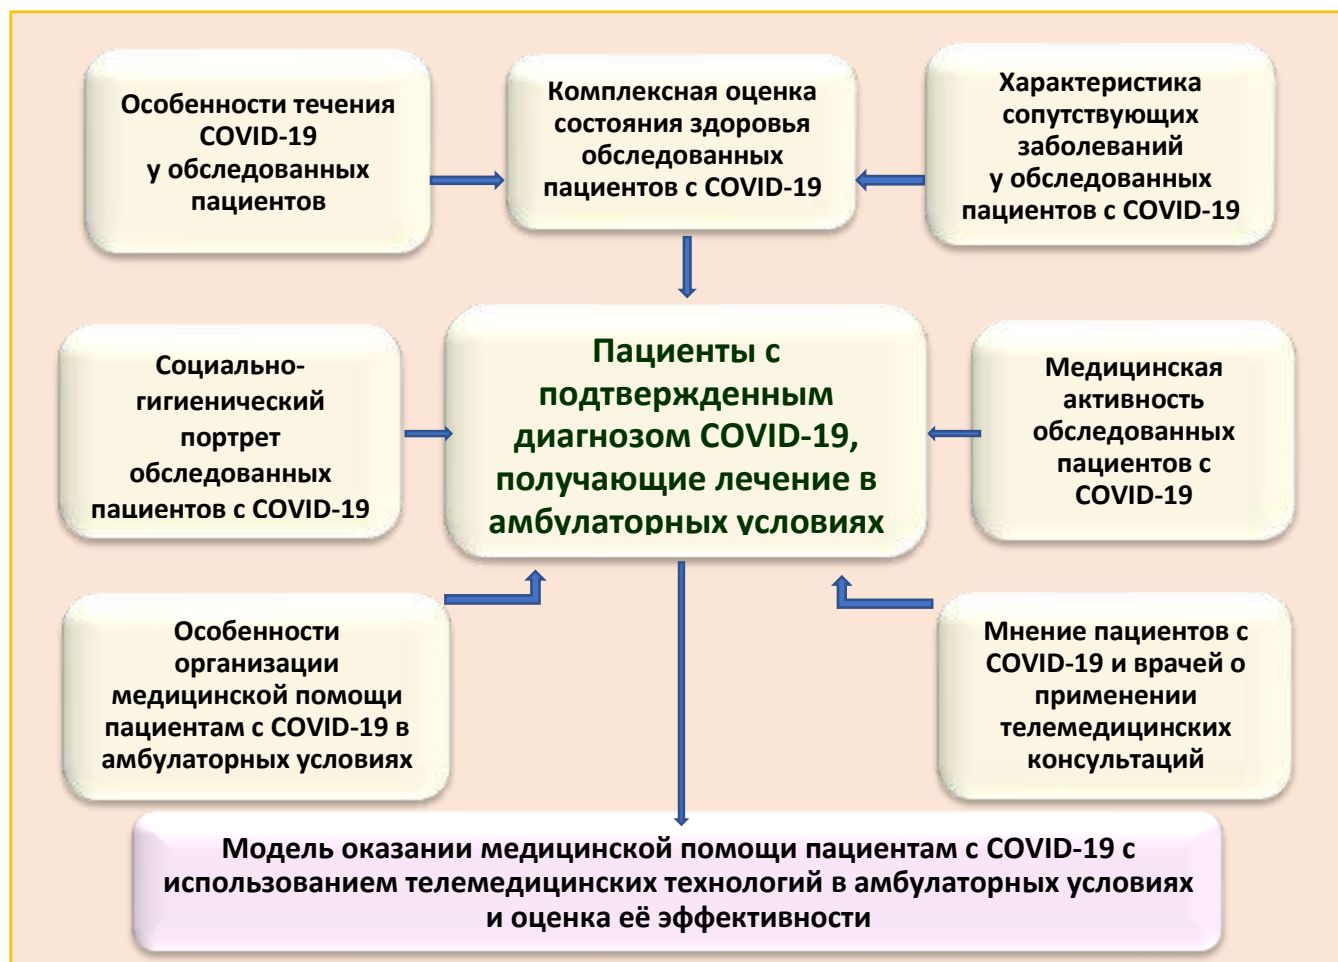 Особенности течения
COVID-19
у обследованных
пациентов
Комплексная оценка
состояния здоровья
обследованных
пациентов с COVID-19
Характеристика
сопутствующих
заболеваний
у обследованных
пациентов с COVID-19
Социально-
гигиенический
портрет
обследованных
пациентов с COVID-19
Пациенты с
подтвержденным
диагнозом COVID-19,
получающие лечение в
амбулаторных условиях
Медицинская
активность
обследованных
пациентов с
COVID-19
Особенности
организации
медицинской помощи
пациентам с COVID-19 в
амбулаторных условиях
Мнение пациентов с
COVID-19 и врачей о
применении
телемедицинских
консультаций
Модель оказании медицинской помощи пациентам с COVID-19 с
использованием телемедицинских технологий в амбулаторных условиях
и оценка её эффективности